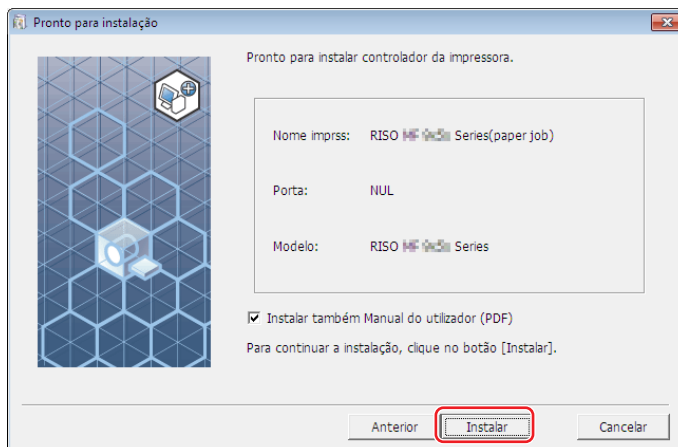 Pronto para instalação
Pronto para instalar controlador da impressora.
Nome imprss: RISO Series(paper job)
Porta: NUL
Modelo: RISO Series
Instalar também Manual do utilizador (PDF)
Para continuar a instalação, clique no botão [Instalar].
Anterior Instalar Cancelar